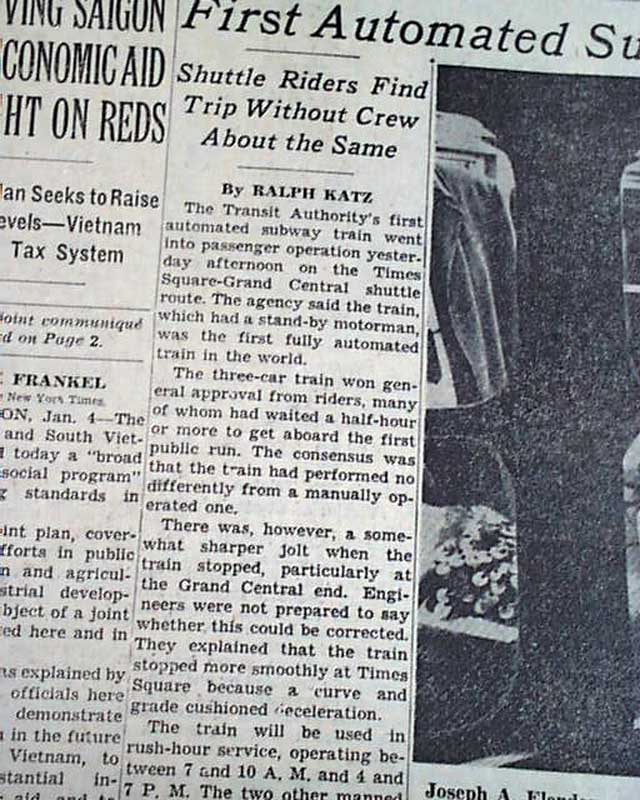 VING SAIGON
CONOMIC AID
HT ON REDS
lan Seeks to Raise
evels—Vietnam
Tax System
oint communiqué
d on Page 2.
FRANKEL
New York Times.
ON, Jan. 4—The
and South Viet-
today a "broad
social program"
g standards in
int plan, cover-
fforts in public
n and agricul-
strial develop-
bject of a joint
ed here and in
as explained by
officials here
demonstrate
in the future
Vietnam, to
stantial in-
aid and to
First Automated Su
Shuttle Riders Find
Trip Without Crew
About the Same
By RALPH KATZ
The Transit Authority's first
automated subway train went
into passenger operation yester-
day afternoon on the Times
Square-Grand Central shuttle
route. The agency said the train,
which had a stand-by motorman,
was the first fully automated
train in the world.
The three-car train won gen-
eral approval from riders, many
of whom had waited a half-hour
or more to get aboard the first
public run. The consensus was
that the train had performed no
differently from a manually op-
erated one.
There was, however, a some-
what sharper jolt when the
train stopped, particularly at
the Grand Central end. Engi-
neers were not prepared to say
whether this could be corrected.
They explained that the train
stopped more smoothly at Times
Square because a curve and
grade cushioned deceleration.
The train will be used in
rush-hour service, operating be-
tween 7 and 10 A. M. and 4 and
7 P. M. The two other manned
Joseph A.